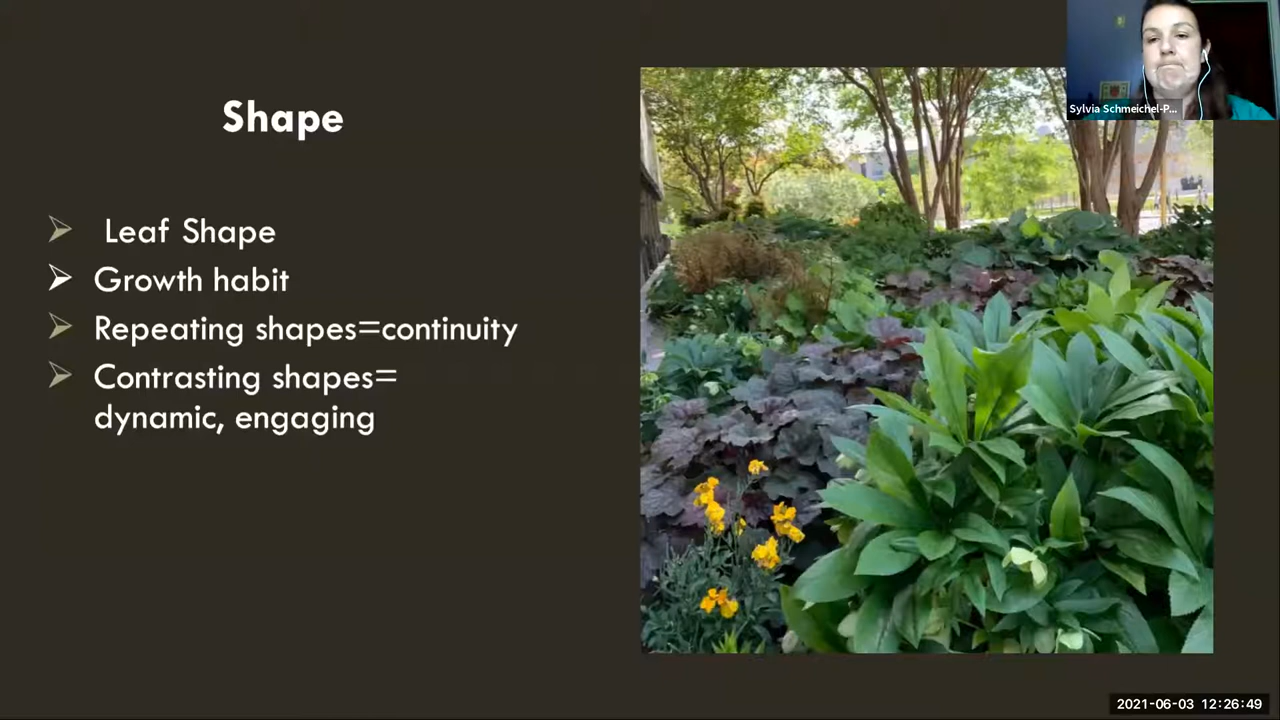 Shape
Leaf Shape
Growth habit
Repeating shapes=continuity
Contrasting shapes=
dynamic, engaging
Sylvia Schmeichel-P...
2021-06-03 12:26:49